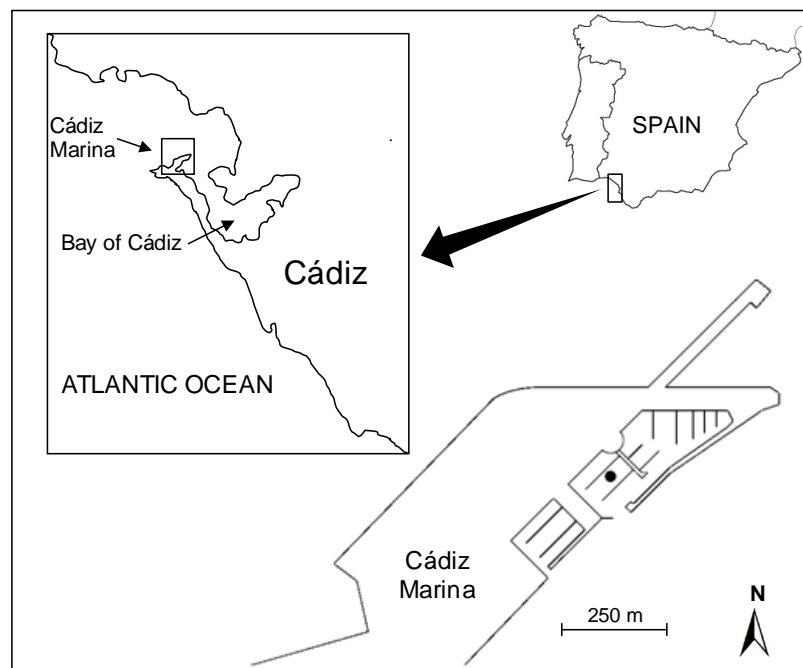 Cádiz
Marina
Bay of Cádiz
Cádiz
ATLANTIC OCEAN
SPAIN
Cádiz
Marina
250 m
N